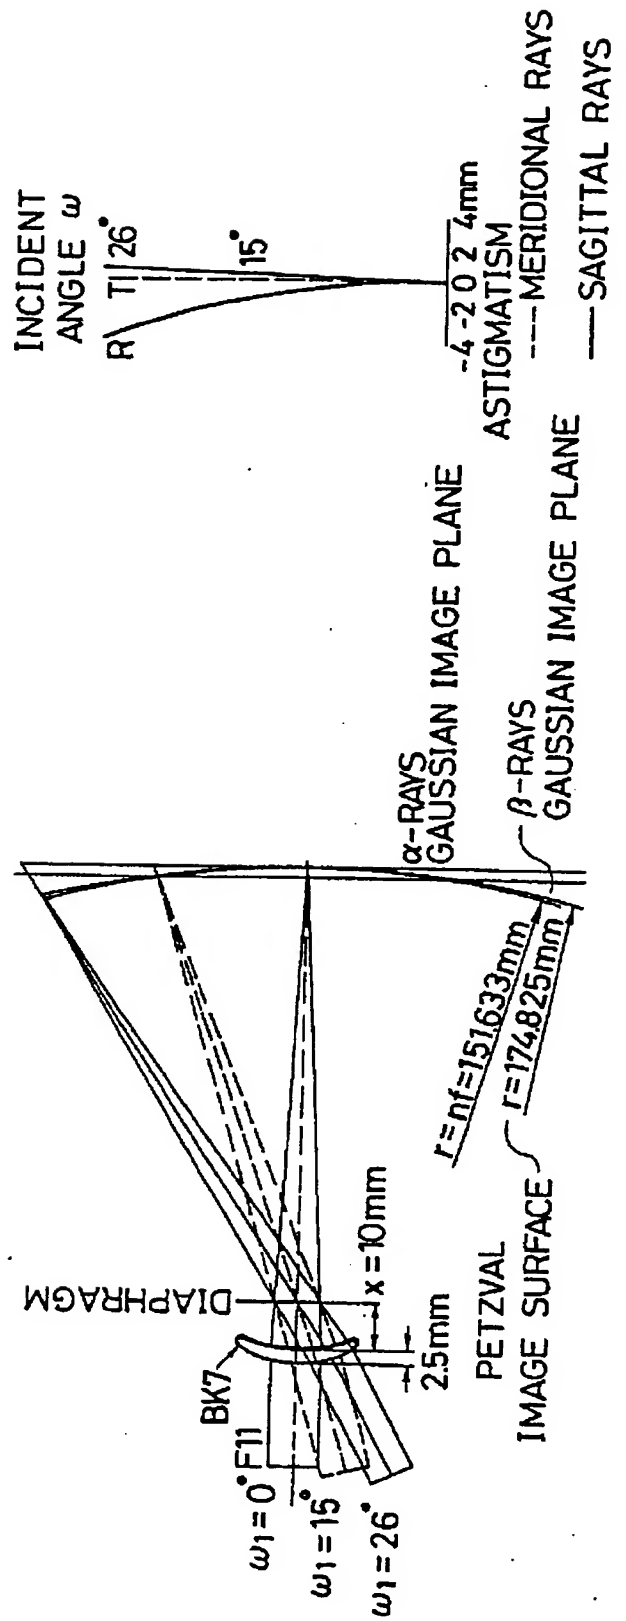 INCIDENT
ANGLE ω
R T 26°
15°
-4 -2 0 2 4mm
ASTIGMATISM
---MERIDIONAL RAYS
—SAGITTAL RAYS
α-RAYS
GAUSSIAN IMAGE PLANE
β-RAYS
GAUSSIAN IMAGE PLANE
r=nf=151.633mm
r=174.825mm
PETZVAL
IMAGE SURFACE
DIAPHRAGM
x=10mm
2.5mm
BK7
ω1=0° F11
ω1=15°
ω1=26°